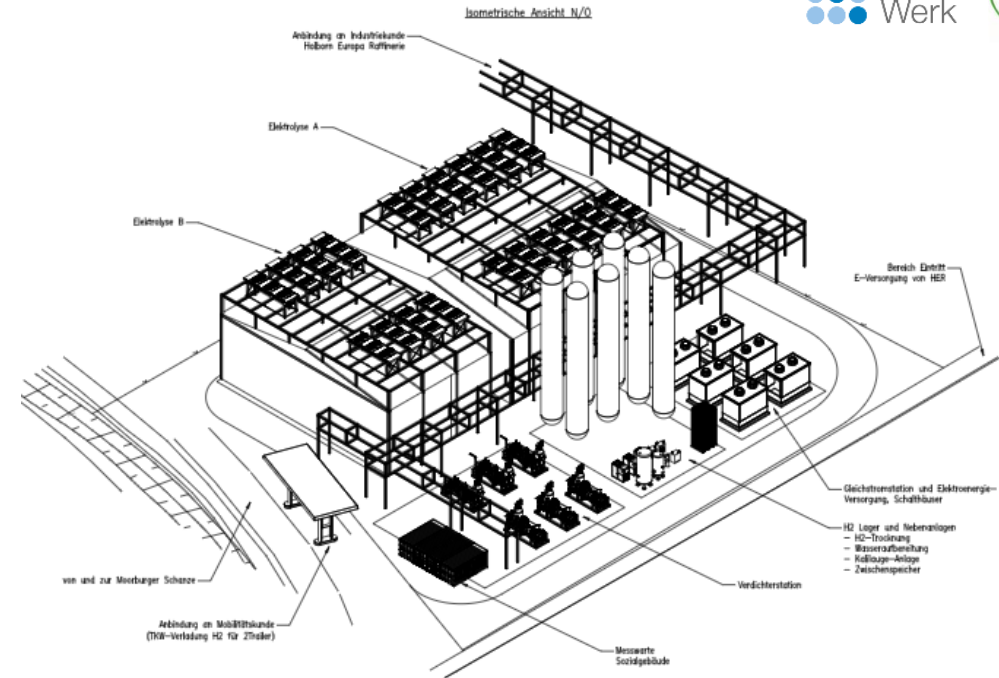 Isometrische Ansicht N/O
Werk
Anbindung an Industriekunde
Holborn Europa Raffinerie
Elektrolyse A
Elektrolyse B
Bereich Eintritt
E-Versorgung von HER
Gleichstromstation und Elektroenergie-
Versorgung, Schalthäuser
H2 Lager und Nebenanlagen
- H2-Trocknung
- Wasseraufbereitung
- Kalilauge-Anlage
- Zwischenspeicher
von und zur Moorburger Schanze
Verdichterstation
Anbindung an Mobilitätskunde
(TKW-Verladung H2 für 2Trailer)
Messwarte
Sozialgebäude